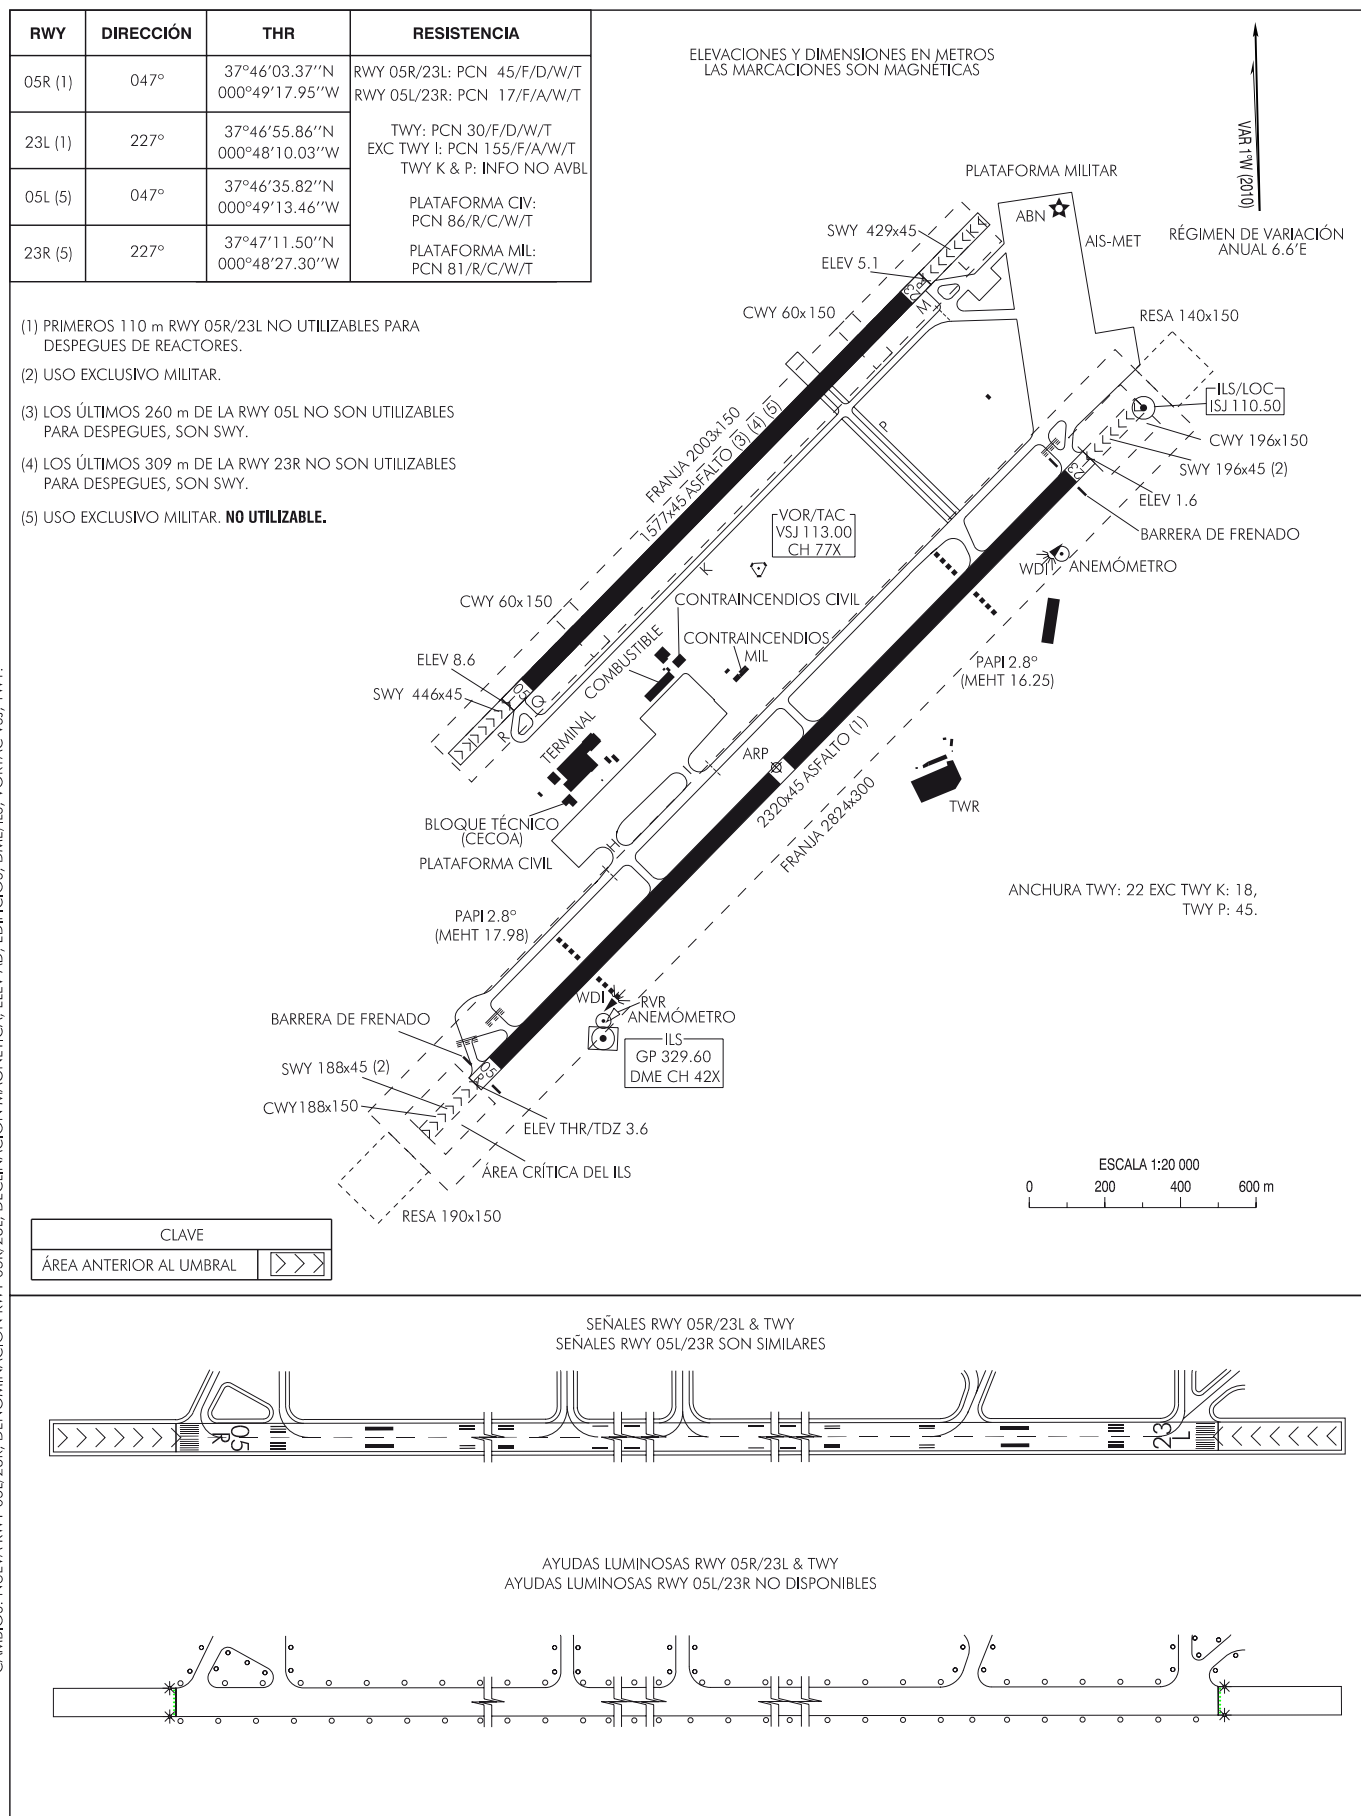 RWY DIRECCIÓN THR RESISTENCIA
05R (1) 047° 37°46'03.37''N
000°49'17.95''W
23L (1) 227° 37°46'55.86''N
000°48'10.03''W
05L (5) 047° 37°46'35.82''N
000°49'13.46''W
23R (5) 227° 37°47'11.50''N
000°48'27.30''W
RWY 05R/23L: PCN 45/F/D/W/T
RWY 05L/23R: PCN 17/F/A/W/T
TWY: PCN 30/F/D/W/T
EXC TWY I: PCN 155/F/A/W/T
TWY K & P: INFO NO AVBL
PLATAFORMA CIV:
PCN 86/R/C/W/T
PLATAFORMA MIL:
PCN 81/R/C/W/T
ELEVACIONES Y DIMENSIONES EN METROS
LAS MARCACIONES SON MAGNÉTICAS
VAR 1°W (2010)
RÉGIMEN DE VARIACIÓN
ANUAL 6.6'E
(1) PRIMEROS 110 m RWY 05R/23L NO UTILIZABLES PARA
DESPEGUES DE REACTORES.
(2) USO EXCLUSIVO MILITAR.
(3) LOS ÚLTIMOS 260 m DE LA RWY 05L NO SON UTILIZABLES
PARA DESPEGUES, SON SWY.
(4) LOS ÚLTIMOS 309 m DE LA RWY 23R NO SON UTILIZABLES
PARA DESPEGUES, SON SWY.
(5) USO EXCLUSIVO MILITAR. NO UTILIZABLE.
PLATAFORMA MILITAR
ABN
AIS-MET
SWY 429x45
ELEV 5.1
CWY 60x150
23R
M
RESA 140x150
ILS/LOC
ISJ 110.50
CWY 196x150
SWY 196x45 (2)
ELEV 1.6
BARRERA DE FRENADO
23
P
FRANJA 2003x150
1577x45 ASFALTO (3) (4) (5)
VOR/TAC
VSJ 113.00
CH 77X
WDI
ANEMÓMETRO
K
CWY 60x150
CONTRAINCENDIOS CIVIL
CONTRAINCENDIOS
MIL
COMBUSTIBLE
PAPI 2.8°
(MEHT 16.25)
ELEV 8.6
SWY 446x45
05
Q
R
TERMINAL
ARP
I
2320x45 ASFALTO (1)
FRANJA 2824x300
TWR
BLOQUE TÉCNICO
(CECOA)
PLATAFORMA CIVIL
H
ANCHURA TWY: 22 EXC TWY K: 18,
TWY P: 45.
PAPI 2.8°
(MEHT 17.98)
WDI
RVR
ANEMÓMETRO
ILS
GP 329.60
DME CH 42X
BARRERA DE FRENADO
SWY 188x45 (2)
CWY188x150
05
R
ELEV THR/TDZ 3.6
ÁREA CRÍTICA DEL ILS
RESA 190x150
ESCALA 1:20 000
0 200 400 600 m
CLAVE
ÁREA ANTERIOR AL UMBRAL
SEÑALES RWY 05R/23L & TWY
SEÑALES RWY 05L/23R SON SIMILARES
05
R
23
L
AYUDAS LUMINOSAS RWY 05R/23L & TWY
AYUDAS LUMINOSAS RWY 05L/23R NO DISPONIBLES